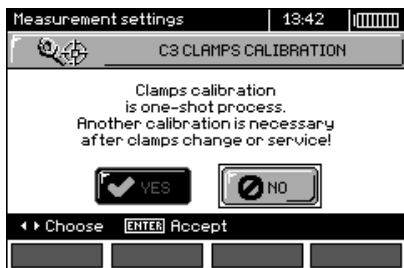 Measurement settings 13:42
C3 CLAMPS CALIBRATION
Clamps calibration
is one-shot process.
Another calibration is necessary
after clamps change or service!
YES NO
Choose ENTER Accept